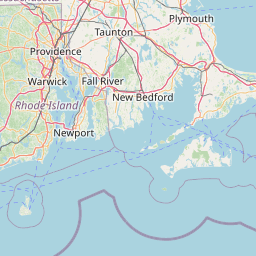 Plymouth
Taunton
Providence
Warwick
Fall River
New Bedford
Rhode Island
Newport